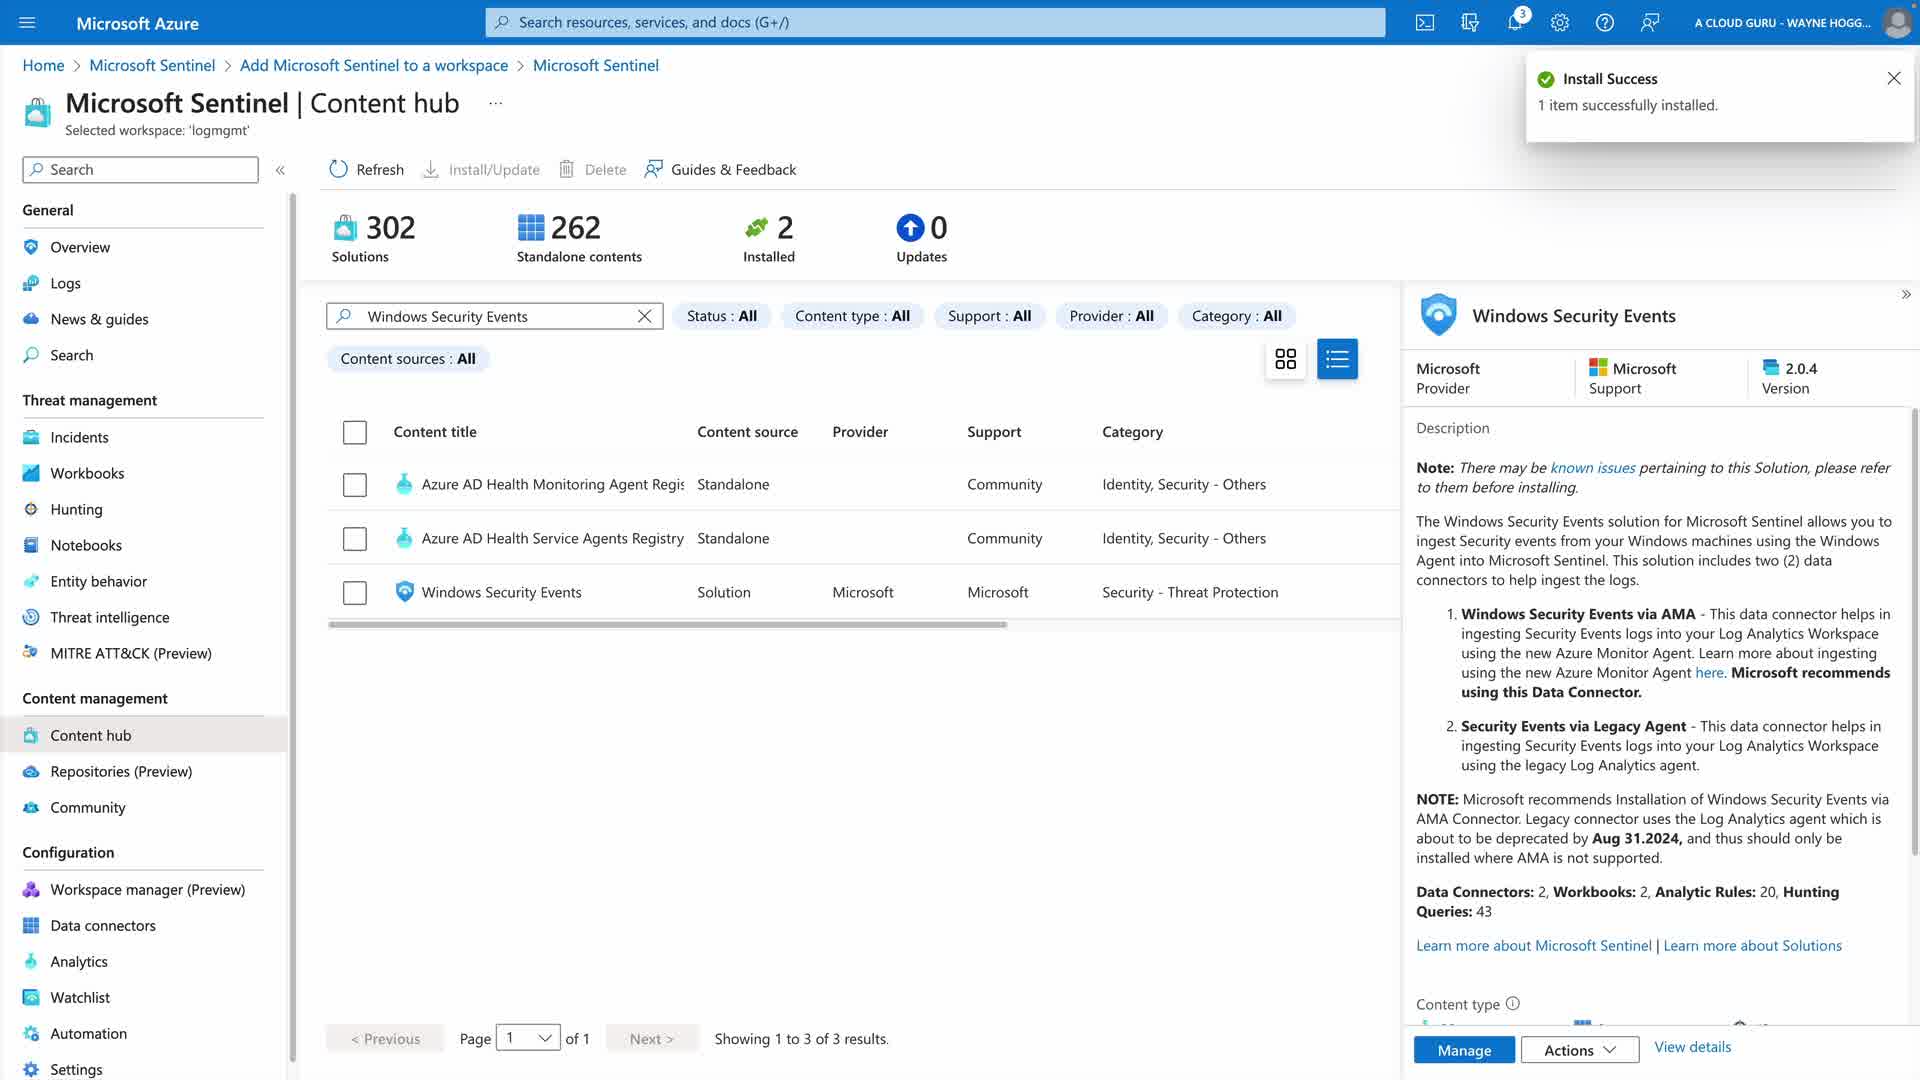 Microsoft Azure
Search resources, services, and docs (G+/)
3
A CLOUD GURU - WAYNE HOGG...
Home > Microsoft Sentinel > Add Microsoft Sentinel to a workspace > Microsoft Sentinel
Install Success
1 item successfully installed.
Microsoft Sentinel | Content hub ...
Selected workspace: 'logmgmt'
Search
«
Refresh
Install/Update
Delete
Guides & Feedback
General
Overview
Logs
News & guides
Search
Threat management
Incidents
Workbooks
Hunting
Notebooks
Entity behavior
Threat intelligence
MITRE ATT&CK (Preview)
Content management
Content hub
Repositories (Preview)
Community
Configuration
Workspace manager (Preview)
Data connectors
Analytics
Watchlist
Automation
Settings
302
Solutions
262
Standalone contents
2
Installed
0
Updates
Windows Security Events
Status : All
Content type : All
Support : All
Provider : All
Category : All
Content sources : All
Content title Content source Provider Support Category
Azure AD Health Monitoring Agent Regis Standalone Community Identity, Security - Others
Azure AD Health Service Agents Registry Standalone Community Identity, Security - Others
Windows Security Events Solution Microsoft Microsoft Security - Threat Protection
< Previous
Page 1 of 1
Next >
Showing 1 to 3 of 3 results.
»
Windows Security Events
Microsoft
Provider
Microsoft
Support
2.0.4
Version
Description
Note: There may be known issues pertaining to this Solution, please refer
to them before installing.
The Windows Security Events solution for Microsoft Sentinel allows you to
ingest Security events from your Windows machines using the Windows
Agent into Microsoft Sentinel. This solution includes two (2) data
connectors to help ingest the logs.
1. Windows Security Events via AMA - This data connector helps in
ingesting Security Events logs into your Log Analytics Workspace
using the new Azure Monitor Agent. Learn more about ingesting
using the new Azure Monitor Agent here. Microsoft recommends
using this Data Connector.
2. Security Events via Legacy Agent - This data connector helps in
ingesting Security Events logs into your Log Analytics Workspace
using the legacy Log Analytics agent.
NOTE: Microsoft recommends Installation of Windows Security Events via
AMA Connector. Legacy connector uses the Log Analytics agent which is
about to be deprecated by Aug 31.2024, and thus should only be
installed where AMA is not supported.
Data Connectors: 2, Workbooks: 2, Analytic Rules: 20, Hunting
Queries: 43
Learn more about Microsoft Sentinel | Learn more about Solutions
Content type
Manage
Actions
View details